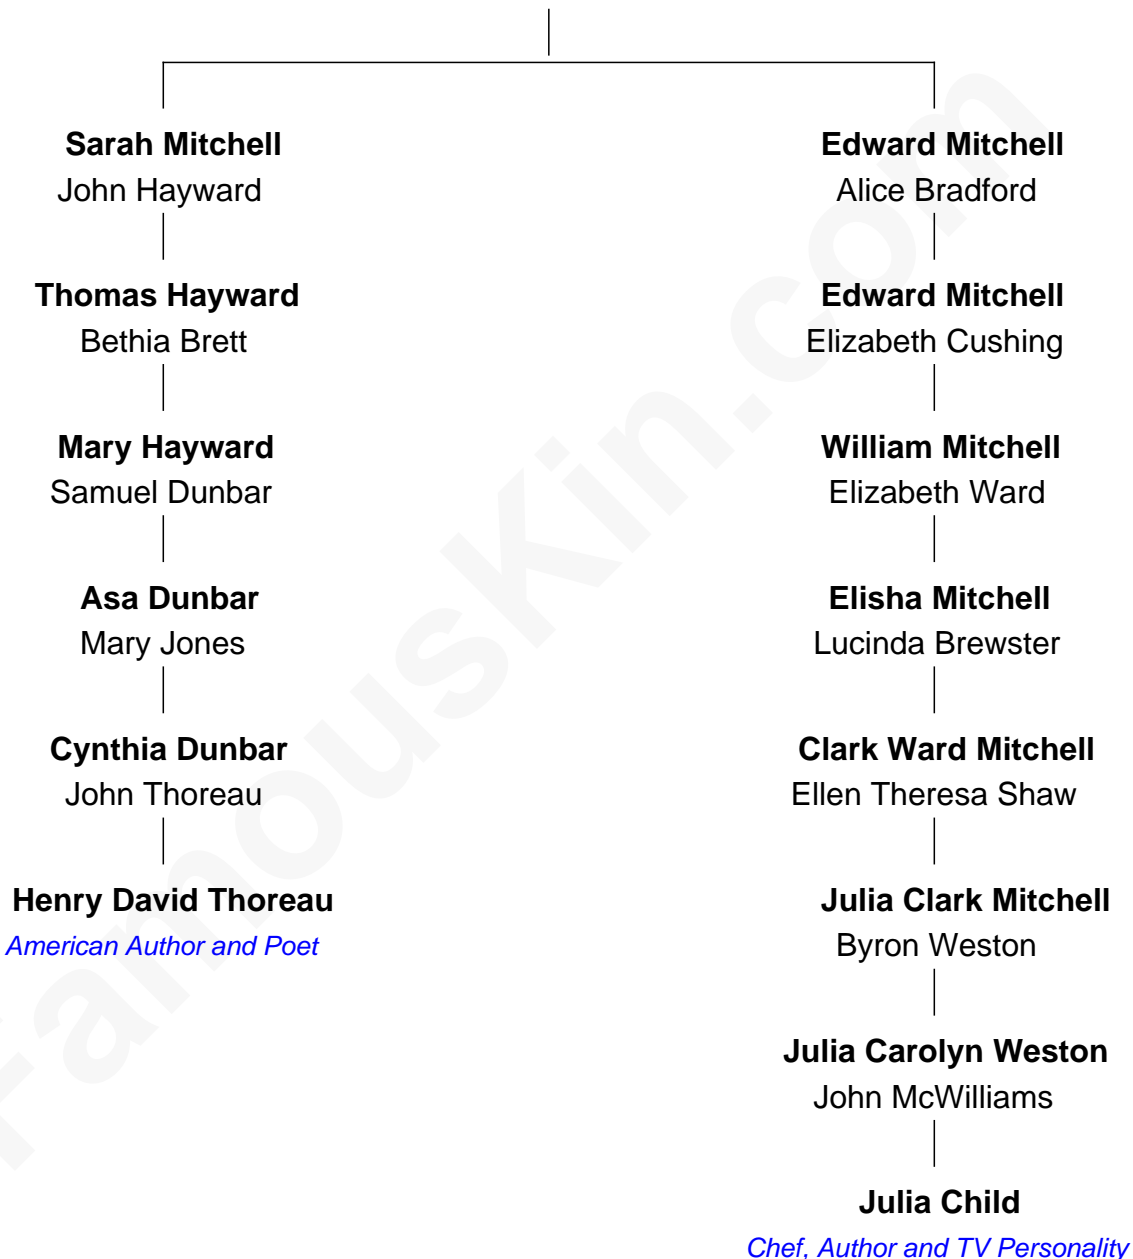 Sarah Mitchell
John Hayward
Thomas Hayward
Bethia Brett
Mary Hayward
Samuel Dunbar
Asa Dunbar
Mary Jones
Cynthia Dunbar
John Thoreau
Henry David Thoreau
American Author and Poet
Edward Mitchell
Alice Bradford
Edward Mitchell
Elizabeth Cushing
William Mitchell
Elizabeth Ward
Elisha Mitchell
Lucinda Brewster
Clark Ward Mitchell
Ellen Theresa Shaw
Julia Clark Mitchell
Byron Weston
Julia Carolyn Weston
John McWilliams
Julia Child
Chef, Author and TV Personality
FamousKin.com